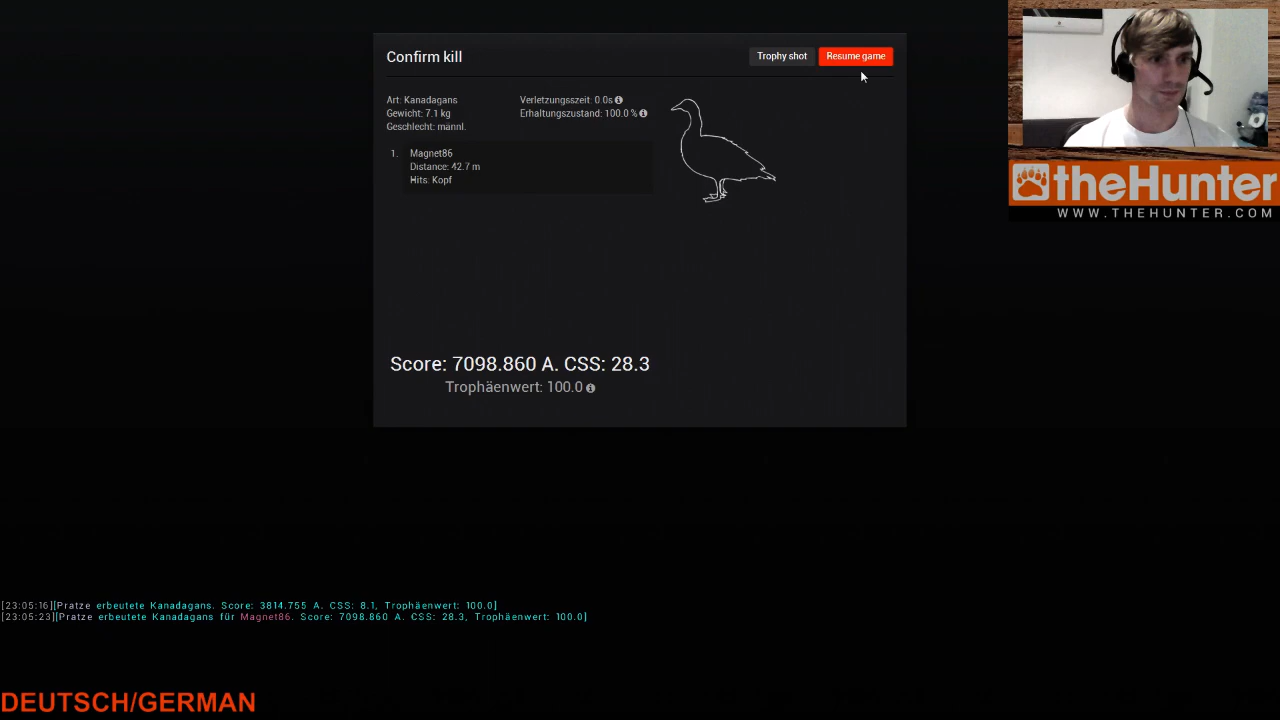 Confirm kill
Trophy shot
Resume game
Art: Kanadagans
Gewicht: 7.1 kg
Geschlecht: männl.
Verletzungszeit: 0.0s
Erhaltungszustand: 100.0 %
1. Magnet86
Distance: 42.7 m
Hits: Kopf
Score: 7098.860 A. CSS: 28.3
Trophäenwert: 100.0
theHunter
WWW.THEHUNTER.COM
[23:05:16][Pratze erbeutete Kanadagans. Score: 3814.755 A. CSS: 8.1, Trophäenwert: 100.0]
[23:05:23][Pratze erbeutete Kanadagans für Magnet86. Score: 7098.860 A. CSS: 28.3, Trophäenwert: 100.0]
DEUTSCH/GERMAN